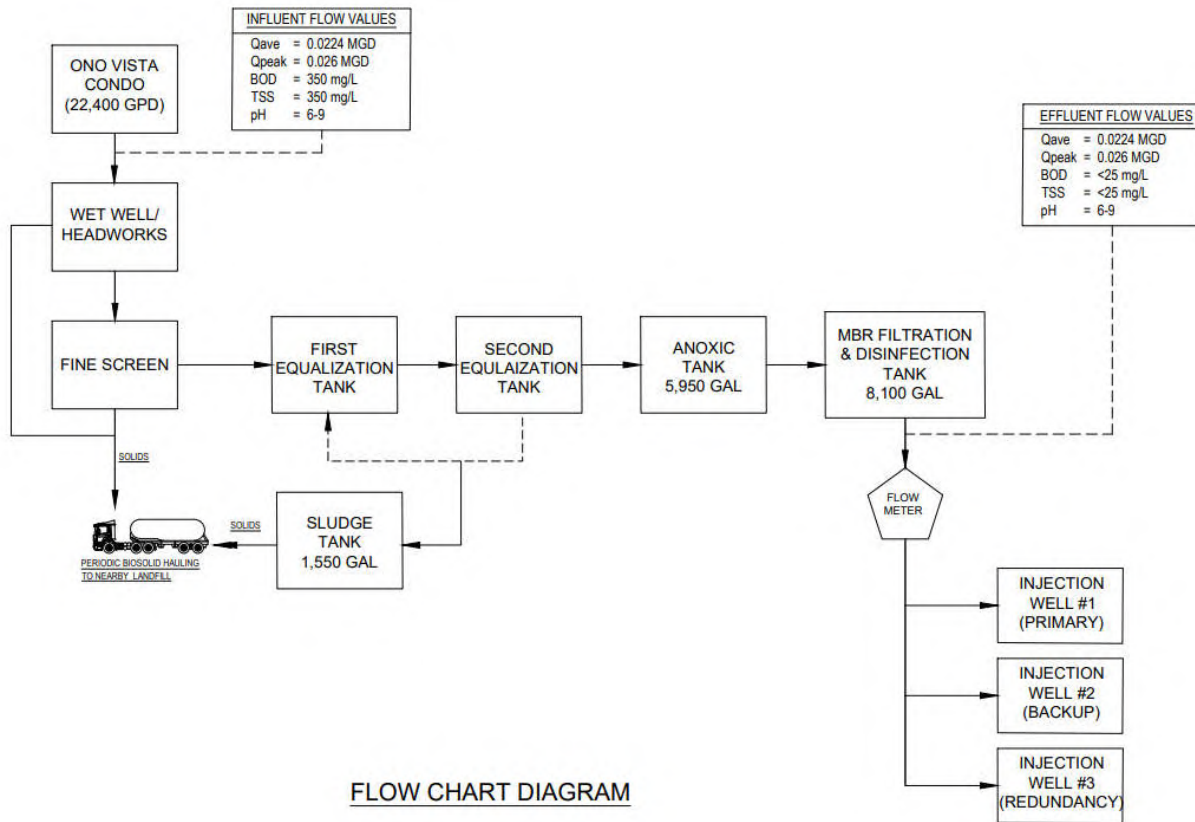 INFLUENT FLOW VALUES
Qave = 0.0224 MGD
Qpeak = 0.026 MGD
BOD = 350 mg/L
TSS = 350 mg/L
pH = 6-9
ONO VISTA
CONDO
(22,400 GPD)
EFFLUENT FLOW VALUES
Qave = 0.0224 MGD
Qpeak = 0.026 MGD
BOD = <25 mg/L
TSS = <25 mg/L
pH = 6-9
WET WELL/
HEADWORKS
FINE SCREEN
FIRST
EQUALIZATION
TANK
SECOND
EQULAIZATION
TANK
ANOXIC
TANK
5,950 GAL
MBR FILTRATION
& DISINFECTION
TANK
8,100 GAL
SOLIDS
FLOW
METER
SOLIDS
SLUDGE
TANK
1,550 GAL
PERIODIC BIOSOLID HAULING
TO NEARBY LANDFILL
INJECTION
WELL #1
(PRIMARY)
INJECTION
WELL #2
(BACKUP)
INJECTION
WELL #3
(REDUNDANCY)
FLOW CHART DIAGRAM